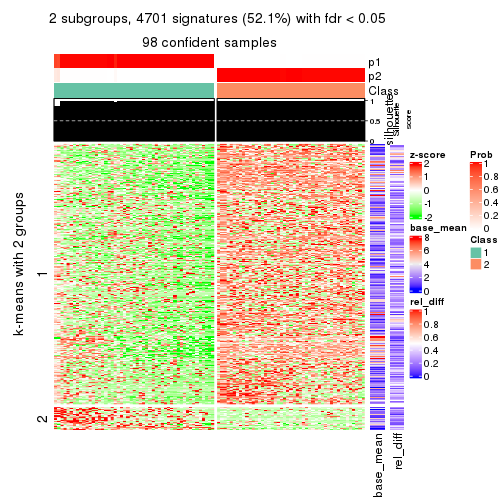 2 subgroups, 4701 signatures (52.1%) with fdr < 0.05
98 confident samples
p1
p2
Class
silhouette
1
0.5
0
Silhouette
score
k-means with 2 groups
1
2
base_mean
rel_diff
z-score
2
1
0
-1
-2
base_mean
8
6
4
2
0
rel_diff
1
0.8
0.6
0.4
0.2
0
Prob
1
0.8
0.6
0.4
0.2
0
Class
1
2